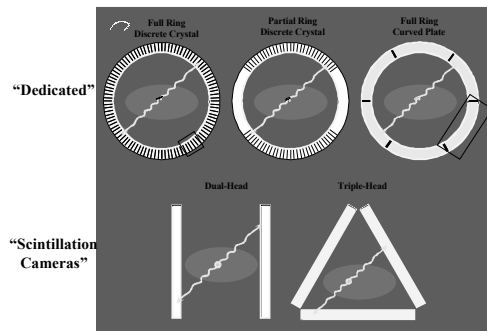 Full Ring
Discrete Crystal
Partial Ring
Discrete Crystal
Full Ring
Curved Plate
“Dedicated”
Dual-Head
Triple-Head
“Scintillation
Cameras”